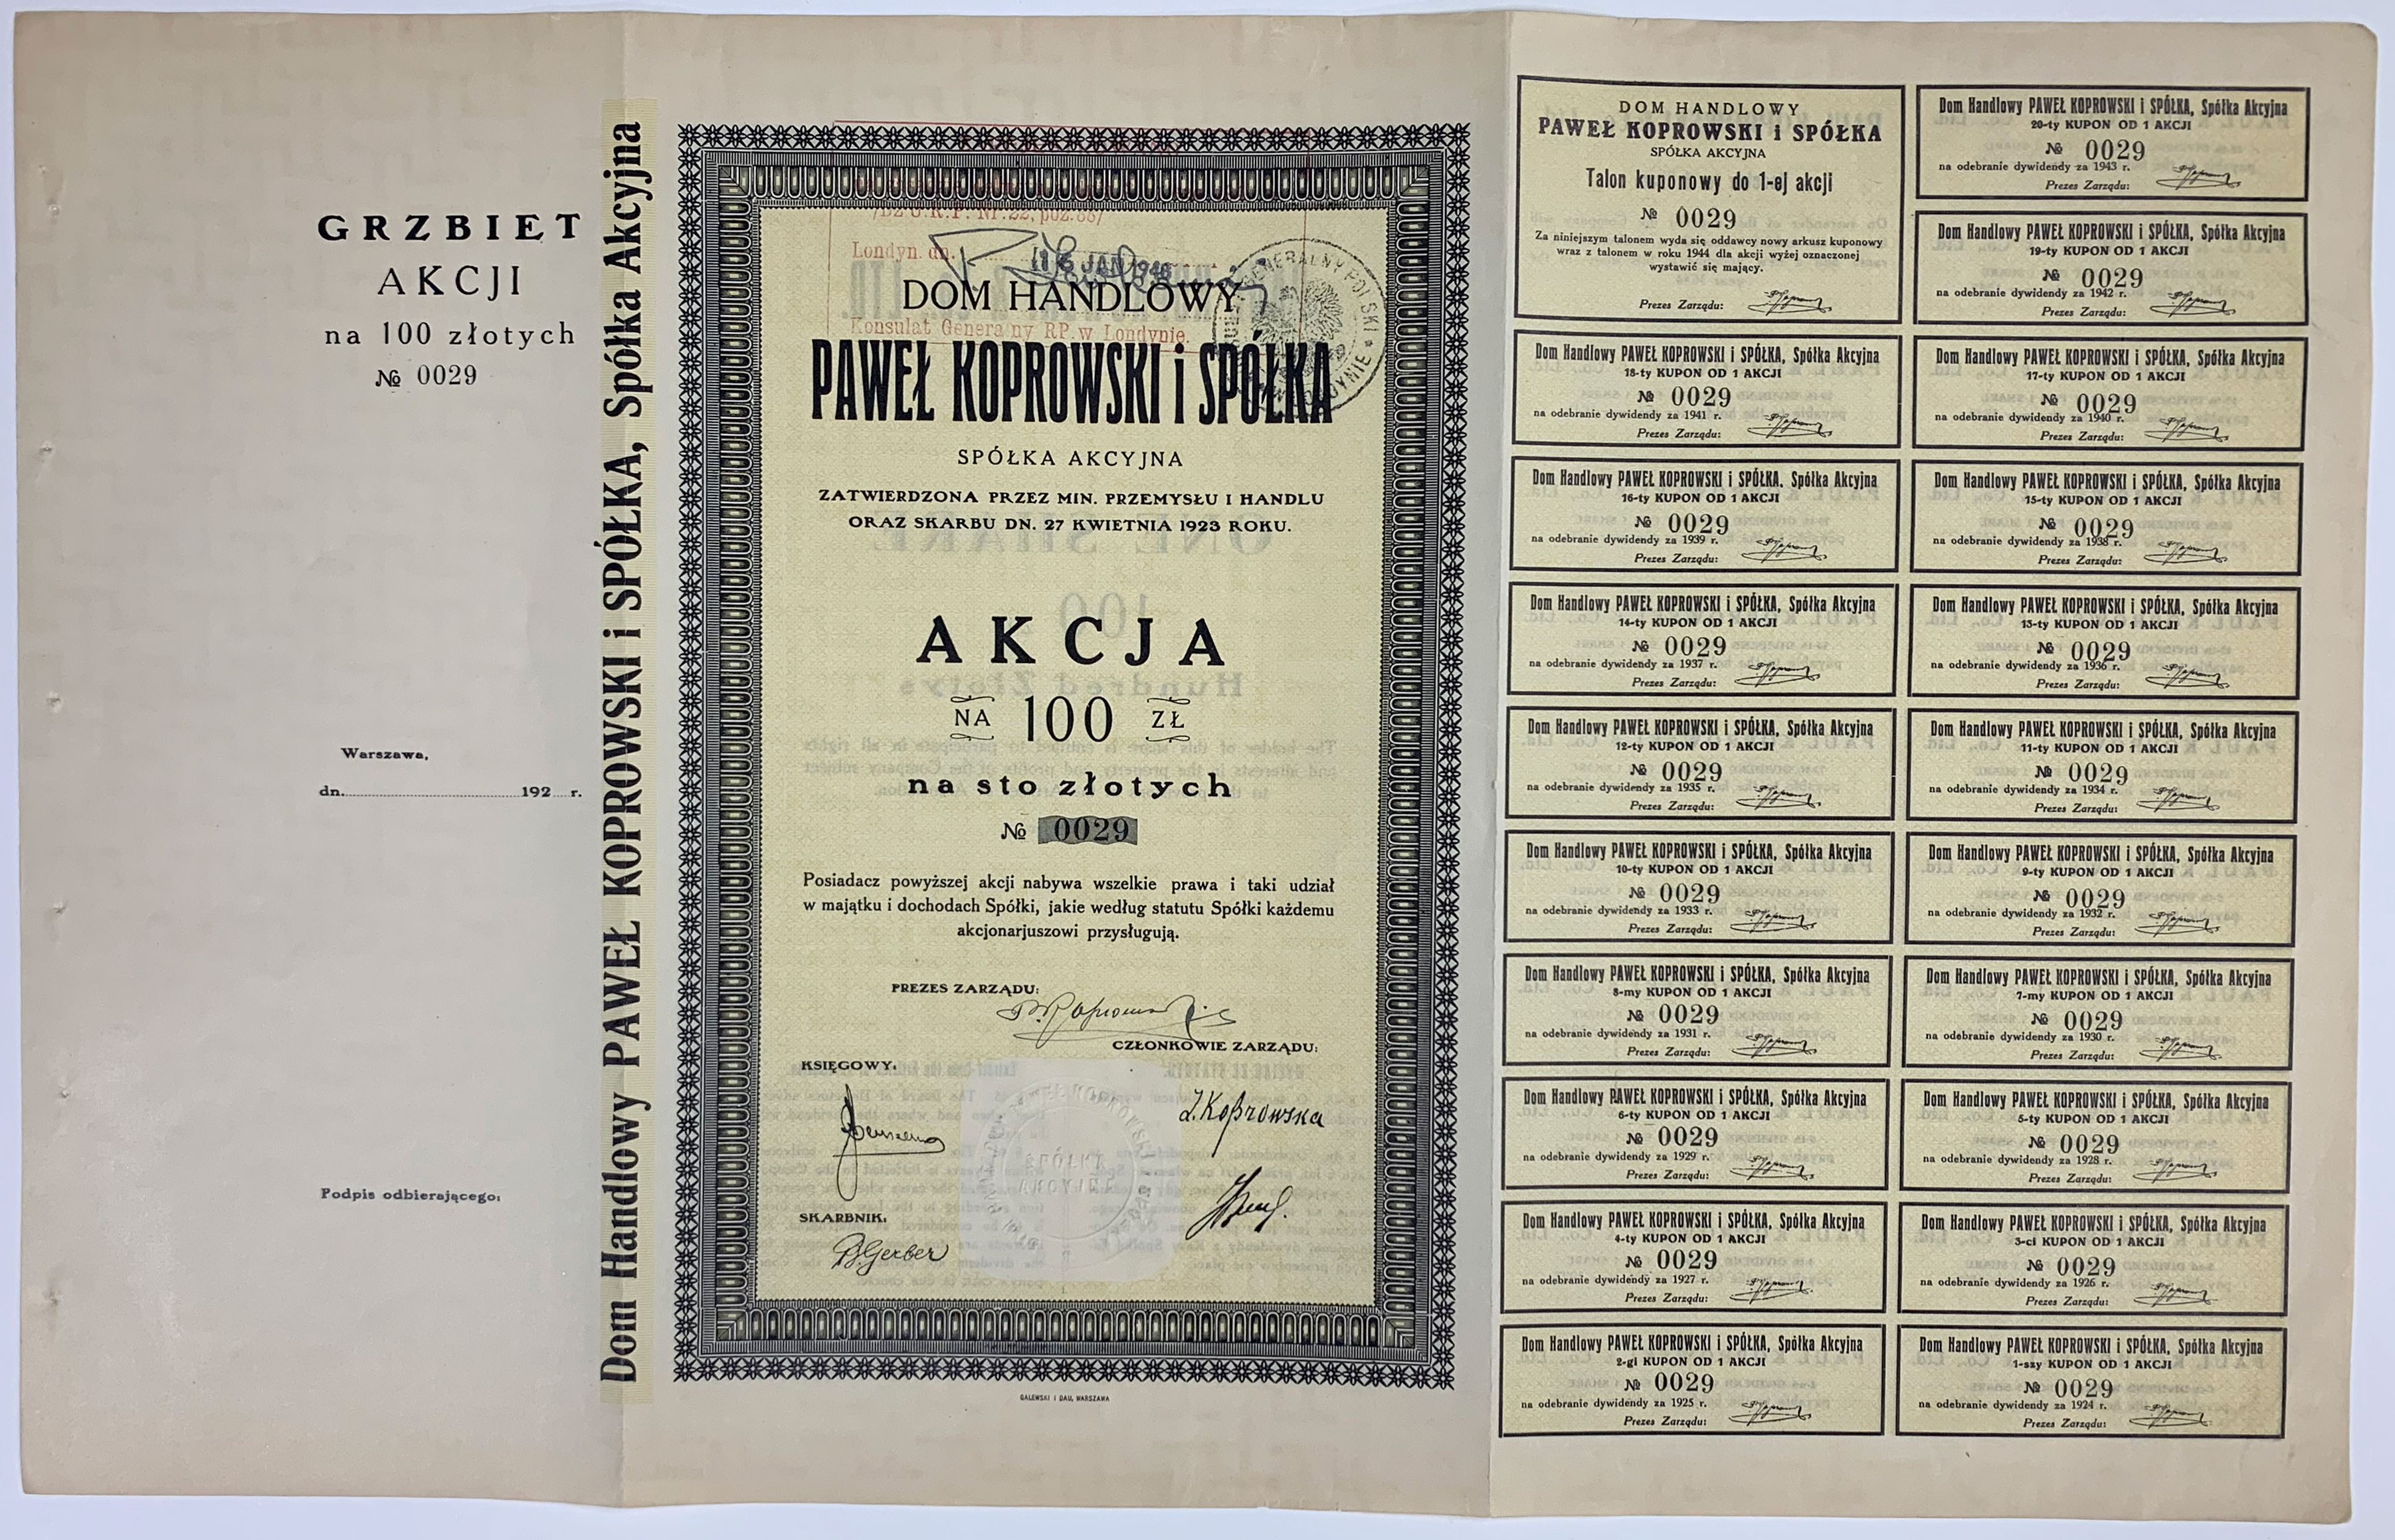 GRZBIET
AKCJI
na 100 złotych
№ 0029
Warszawa,
dn. 192 r.
Podpis odbierającego:
Dom Handlowy PAWEŁ KOPROWSKI i SPÓŁKA, Spółka Akcyjna
/Dz.U.R.P. Nr. 22, poz. 88/
Londyn. dn.
16 JAN 1946
DOM HANDLOWY
Konsulat Generalny RP. w Londynie.
PAWEŁ KOPROWSKI i SPÓŁKA
SPÓŁKA AKCYJNA
ZATWIERDZONA PRZEZ MIN. PRZEMYSŁU I HANDLU
ORAZ SKARBU DN. 27 KWIETNIA 1923 ROKU.
AKCJA
NA 100 ZŁ
na sto złotych
№ 0029
Posiadacz powyższej akcji nabywa wszelkie prawa i taki udział
w majątku i dochodach Spółki, jakie według statutu Spółki każdemu
akcjonarjuszowi przysługują.
PREZES ZARZĄDU:
CZŁONKOWIE ZARZĄDU:
KSIĘGOWY:
J. Koprowska
SKARBNIK:
B. Gerber
GALEWSKI I DAU, WARSZAWA
DOM HANDLOWY
PAWEŁ KOPROWSKI i SPÓŁKA
SPÓŁKA AKCYJNA
Talon kuponowy do 1-ej akcji
№ 0029
Za niniejszym talonem wyda się oddawcy nowy arkusz kuponowy
wraz z talonem w roku 1944 dla akcji wyżej oznaczonej
wystawić się mający.
Prezes Zarządu:
Dom Handlowy PAWEŁ KOPROWSKI i SPÓŁKA, Spółka Akcyjna
20-ty KUPON OD 1 AKCJI
№ 0029
na odebranie dywidendy za 1943 r.
Prezes Zarządu:
Dom Handlowy PAWEŁ KOPROWSKI i SPÓŁKA, Spółka Akcyjna
19-ty KUPON OD 1 AKCJI
№ 0029
na odebranie dywidendy za 1942 r.
Prezes Zarządu:
Dom Handlowy PAWEŁ KOPROWSKI i SPÓŁKA, Spółka Akcyjna
18-ty KUPON OD 1 AKCJI
№ 0029
na odebranie dywidendy za 1941 r.
Prezes Zarządu:
Dom Handlowy PAWEŁ KOPROWSKI i SPÓŁKA, Spółka Akcyjna
17-ty KUPON OD 1 AKCJI
№ 0029
na odebranie dywidendy za 1940 r.
Prezes Zarządu:
Dom Handlowy PAWEŁ KOPROWSKI i SPÓŁKA. Spółka Akcyjna
16-ty KUPON OD 1 AKCJI
№ 0029
na odebranie dywidendy za 1939 r.
Prezes Zarządu:
Dom Handlowy PAWEŁ KOPROWSKI i SPÓŁKA, Spółka Akcyjna
15-ty KUPON OD 1 AKCJI
№ 0029
na odebranie dywidendy za 1938 r.
Prezes Zarządu:
Dom Handlowy PAWEŁ KOPROWSKI i SPÓŁKA, Spółka Akcyjna
14-ty KUPON OD 1 AKCJI
№ 0029
na odebranie dywidendy za 1937 r.
Prezes Zarządu:
Dom Handlowy PAWEŁ KOPROWSKI i SPÓŁKA, Spółka Akcyjna
13-ty KUPON OD 1 AKCJI
№ 0029
na odebranie dywidendy za 1936 r.
Prezes Zarządu:
Dom Handlowy PAWEŁ KOPROWSKI i SPÓŁKA, Spółka Akcyjna
12-ty KUPON OD 1 AKCJI
№ 0029
na odebranie dywidendy za 1935 r.
Prezes Zarządu:
Dom Handlowy PAWEŁ KOPROWSKI i SPÓŁKA, Spółka Akcyjna
11-ty KUPON OD 1 AKCJI
№ 0029
na odebranie dywidendy za 1934 r.
Prezes Zarządu:
Dom Handlowy PAWEŁ KOPROWSKI i SPÓŁKA, Spółka Akcyjna
10-ty KUPON OD 1 AKCJI
№ 0029
na odebranie dywidendy za 1933 r.
Prezes Zarządu:
Dom Handlowy PAWEŁ KOPROWSKI i SPÓŁKA, Spółka Akcyjna
9-ty KUPON OD 1 AKCJI
№ 0029
na odebranie dywidendy za 1932 r.
Prezes Zarządu:
Dom Handlowy PAWEŁ KOPROWSKI i SPÓŁKA, Spółka Akcyjna
8-my KUPON OD 1 AKCJI
№ 0029
na odebranie dywidendy za 1931 r.
Prezes Zarządu:
Dom Handlowy PAWEŁ KOPROWSKI i SPÓŁKA, Spółka Akcyjna
7-my KUPON OD 1 AKCJI
№ 0029
na odebranie dywidendy za 1930 r.
Prezes Zarządu:
Dom Handlowy PAWEŁ KOPROWSKI i SPÓŁKA, Spółka Akcyjna
6-ty KUPON OD 1 AKCJI
№ 0029
na odebranie dywidendy za 1929 r.
Prezes Zarządu:
Dom Handlowy PAWEŁ KOPROWSKI i SPÓŁKA, Spółka Akcyjna
5-ty KUPON OD 1 AKCJI
№ 0029
na odebranie dywidendy za 1928 r.
Prezes Zarządu:
Dom Handlowy PAWEŁ KOPROWSKI i SPÓŁKA, Spółka Akcyjna
4-ty KUPON OD 1 AKCJI
№ 0029
na odebranie dywidendy za 1927 r.
Prezes Zarządu:
Dom Handlowy PAWEŁ KOPROWSKI i SPÓŁKA, Spółka Akcyjna
3-ci KUPON OD 1 AKCJI
№ 0029
na odebranie dywidendy za 1926 r.
Prezes Zarządu:
Dom Handlowy PAWEŁ KOPROWSKI i SPÓŁKA, Spółka Akcyjna
2-gi KUPON OD 1 AKCJI
№ 0029
na odebranie dywidendy za 1925 r.
Prezes Zarządu:
Dom Handlowy PAWEŁ KOPROWSKI i SPÓŁKA, Spółka Akcyjna
1-szy KUPON OD 1 AKCJI
№ 0029
na odebranie dywidendy za 1924 r.
Prezes Zarządu: